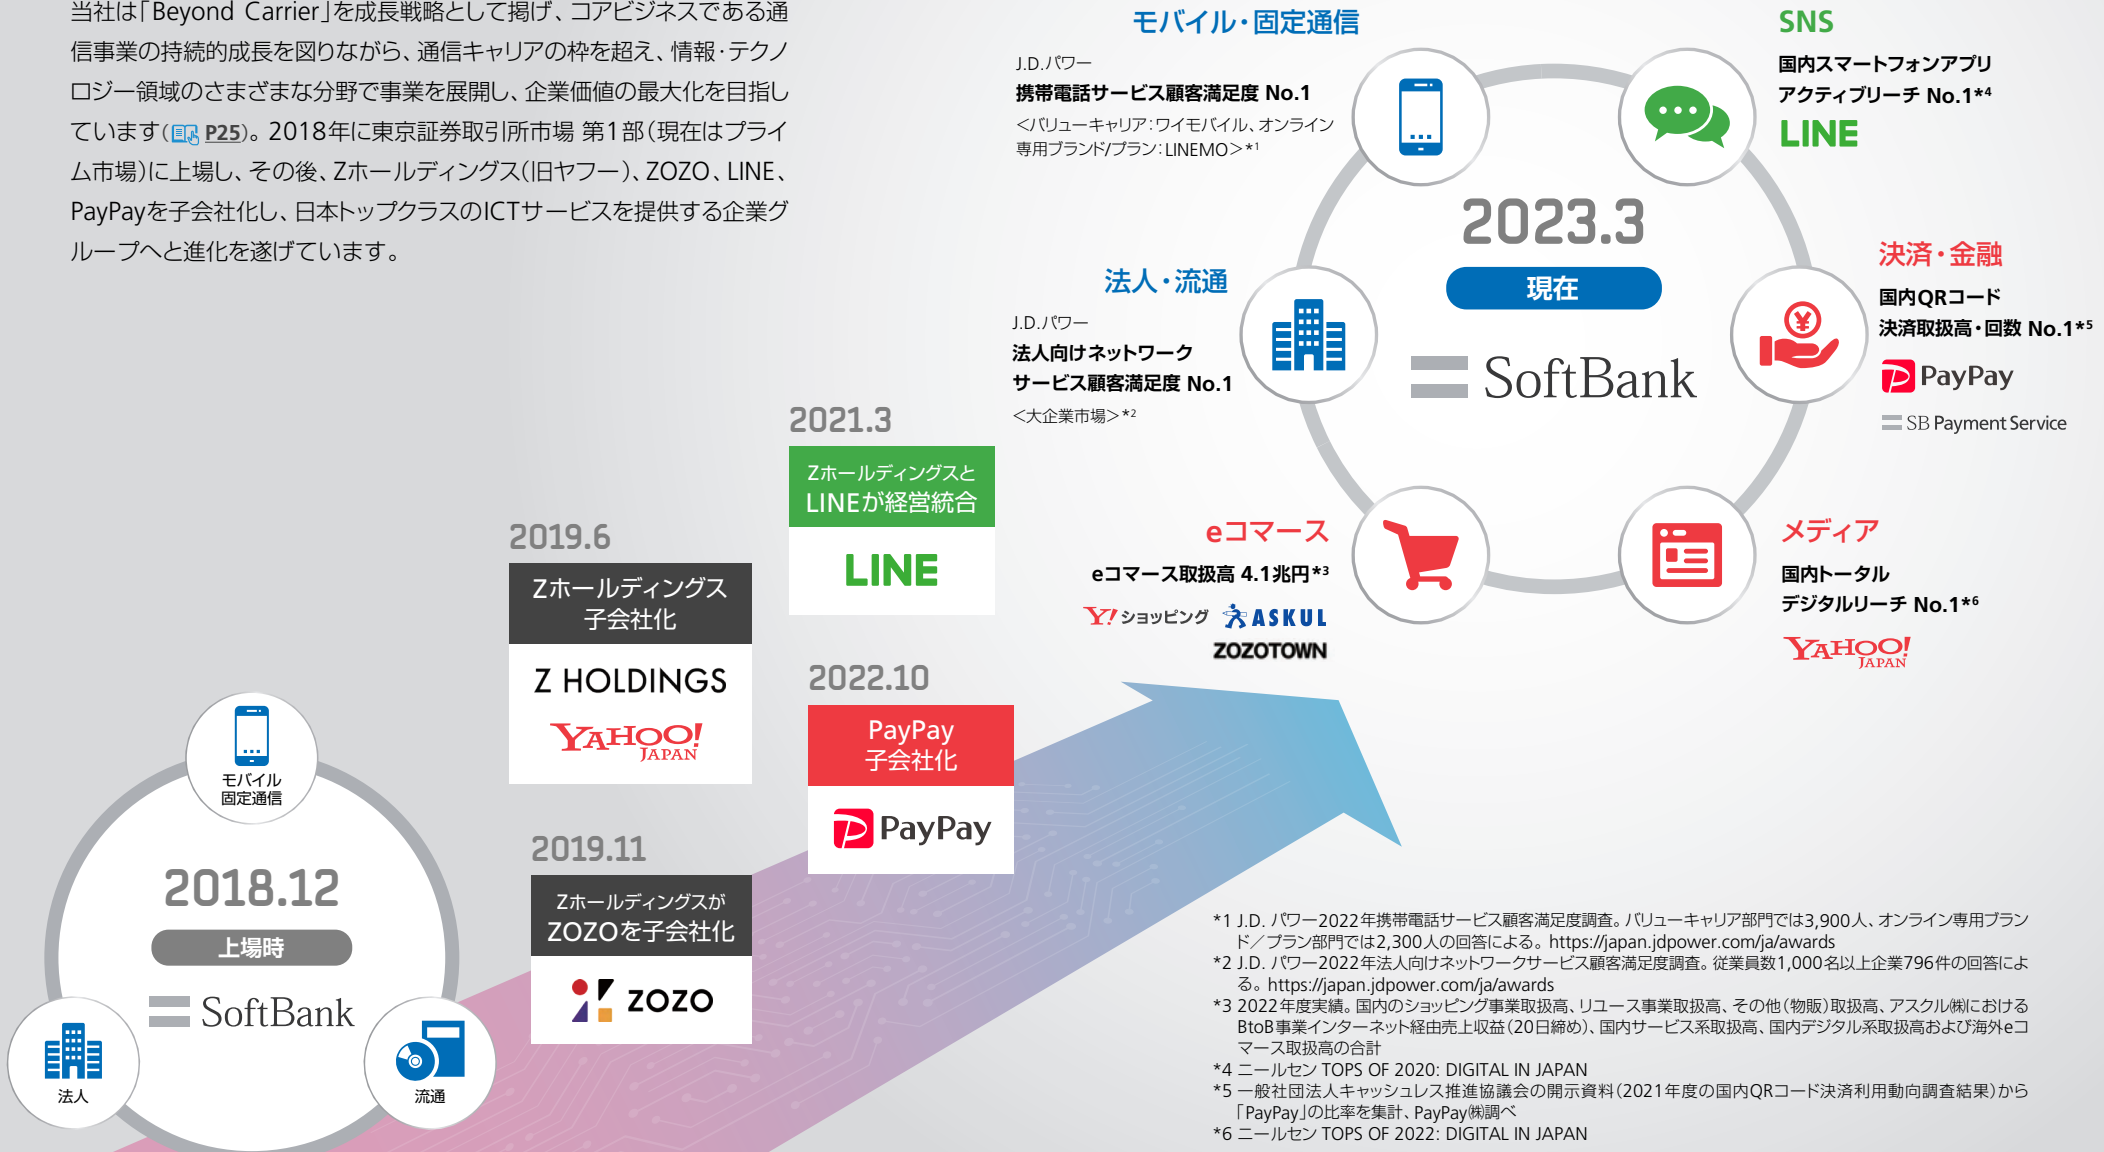 当社は「Beyond Carrier」を成長戦略として掲げ、コアビジネスである通
信事業の持続的成長を図りながら、通信キャリアの枠を超え、情報・テクノ
ロジー領域のさまざまな分野で事業を展開し、企業価値の最大化を目指し
ています( P25)。2018年に東京証券取引所市場 第1部（現在はプライ
ム市場）に上場し、その後、Zホールディングス(旧ヤフー)、ZOZO、LINE、
PayPayを子会社化し、日本トップクラスのICTサービスを提供する企業グ
ループへと進化を遂げています。
モバイル
固定通信
2018.12
上場時
SoftBank
法人
流通
2019.6
Zホールディングス
子会社化
Z HOLDINGS
YAHOO!
JAPAN
2019.11
Zホールディングスが
ZOZOを子会社化
ZOZO
2021.3
Zホールディングスと
LINEが経営統合
LINE
2022.10
PayPay
子会社化
PayPay
2023.3
現在
SoftBank
モバイル・固定通信
J.D.パワー
携帯電話サービス顧客満足度 No.1
＜バリューキャリア：ワイモバイル、オンライン
専用ブランド/プラン：LINEMO＞*1
法人・流通
J.D.パワー
法人向けネットワーク
サービス顧客満足度 No.1
＜大企業市場＞*2
eコマース
eコマース取扱高 4.1兆円*3
Y!ショッピング ASKUL
ZOZOTOWN
SNS
国内スマートフォンアプリ
アクティブリーチ No.1*4
LINE
決済・金融
国内QRコード
決済取扱高・回数 No.1*5
PayPay
SB Payment Service
メディア
国内トータル
デジタルリーチ No.1*6
YAHOO!
JAPAN
*1 J.D. パワー2022年携帯電話サービス顧客満足度調査。バリューキャリア部門では3,900人、オンライン専用ブラン
ド／プラン部門では2,300人の回答による。https://japan.jdpower.com/ja/awards
*2 J.D. パワー2022年法人向けネットワークサービス顧客満足度調査。従業員数1,000名以上企業796件の回答によ
る。https://japan.jdpower.com/ja/awards
*3 2022年度実績。国内のショッピング事業取扱高、リユース事業取扱高、その他（物販）取扱高、アスクル㈱における
BtoB事業インターネット経由売上収益（20日締め）、国内サービス系取扱高、国内デジタル系取扱高および海外eコ
マース取扱高の合計
*4 ニールセン TOPS OF 2020: DIGITAL IN JAPAN
*5 一般社団法人キャッシュレス推進協議会の開示資料（2021年度の国内QRコード決済利用動向調査結果）から
「PayPay」の比率を集計、PayPay㈱調べ
*6 ニールセン TOPS OF 2022: DIGITAL IN JAPAN